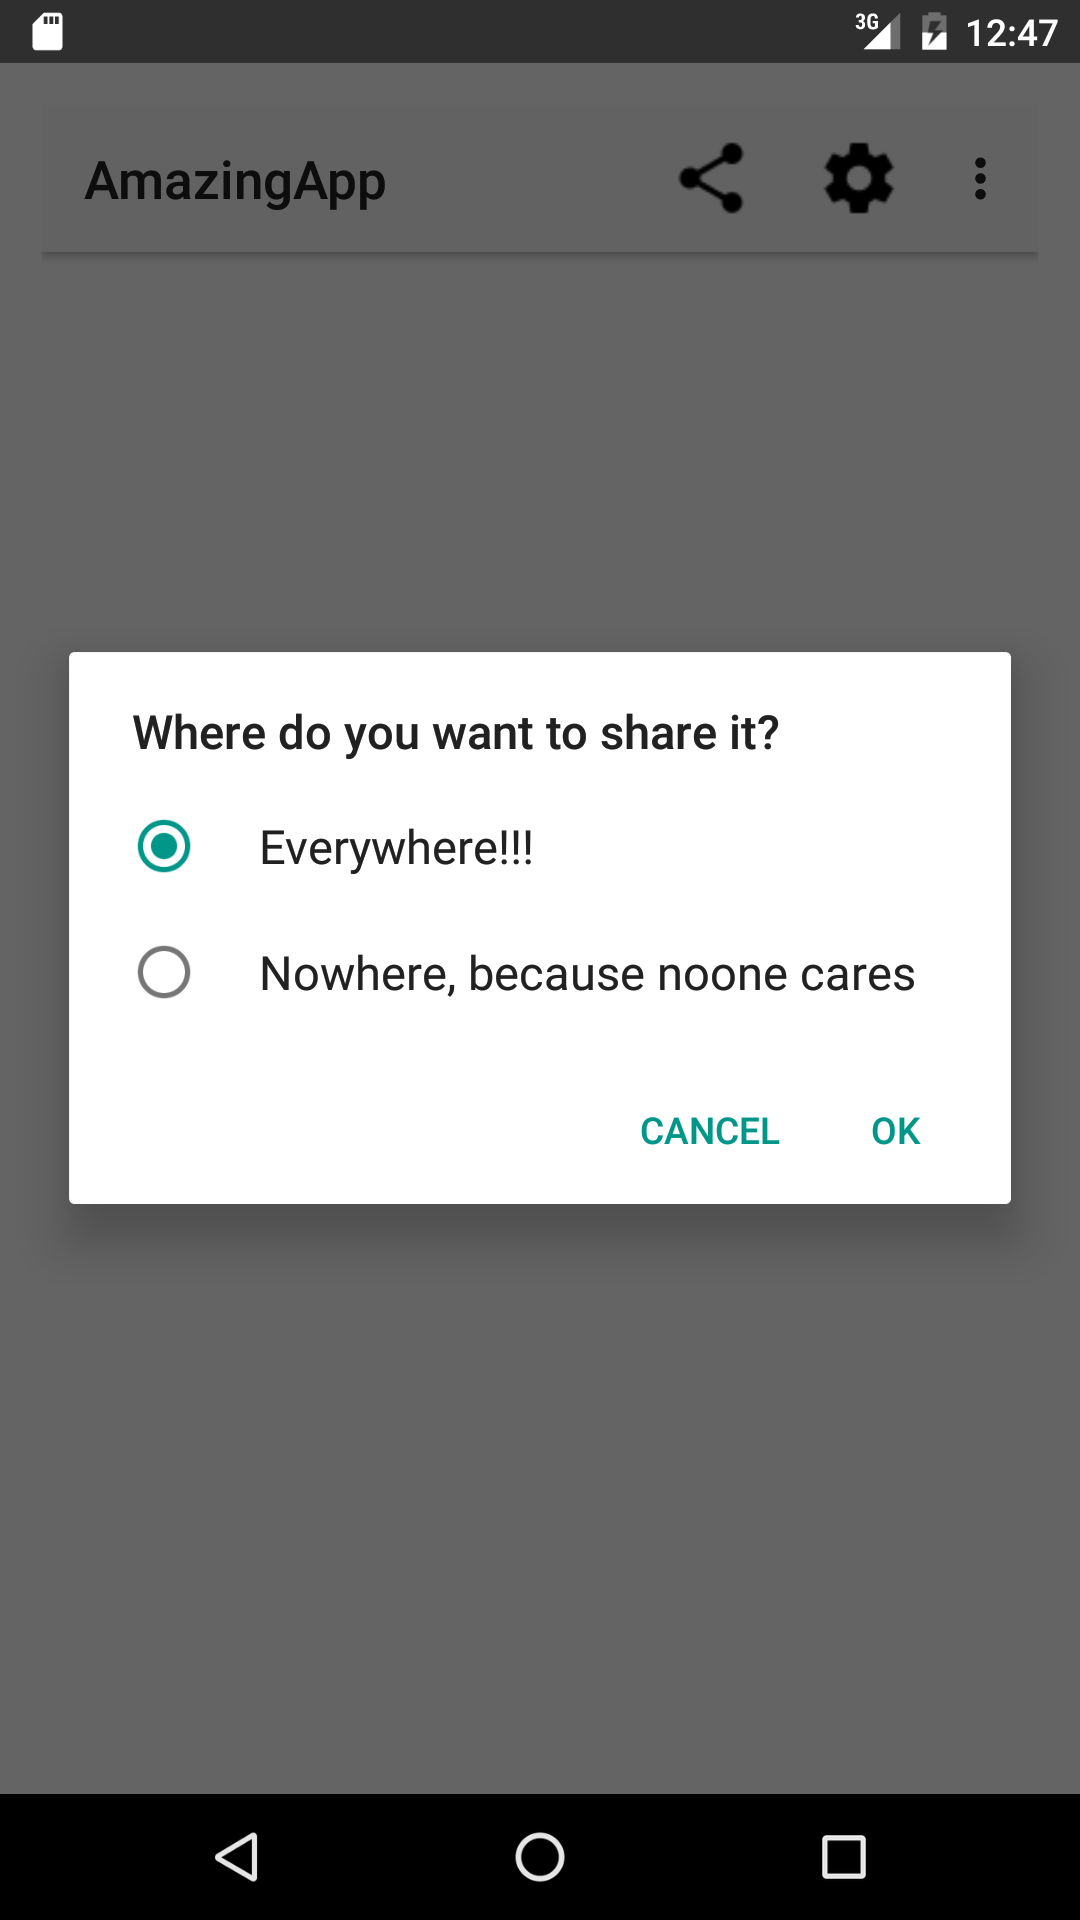 3G 12:47
AmazingApp
Where do you want to share it?
Everywhere!!!
Nowhere, because noone cares
CANCEL OK